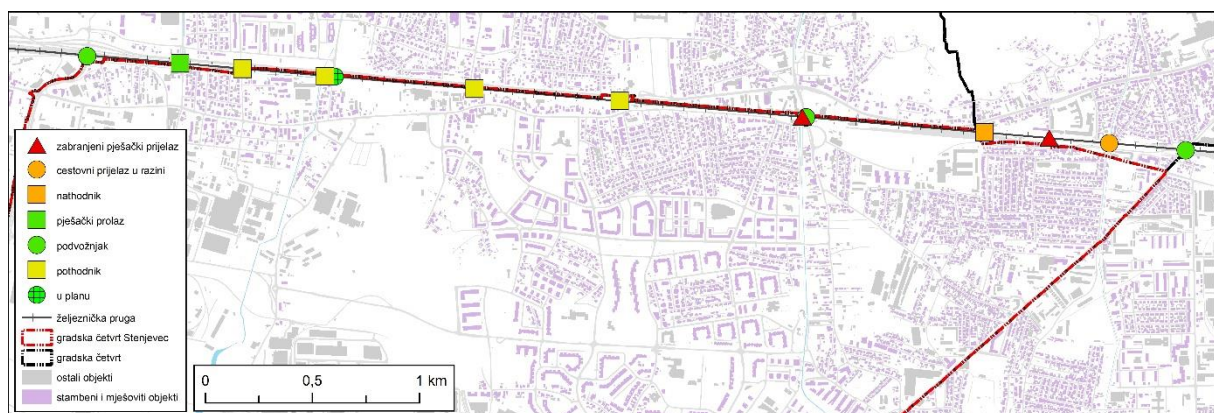 zabranjeni pješački prijelaz
cestovni prijelaz u razini
nathodnik
pješački prolaz
podvožnjak
pothodnik
u planu
željeznička pruga
gradska četvrt Stenjevec
gradska četvrt
ostali objekti
stambeni i mješoviti objekti
0 0,5 1 km